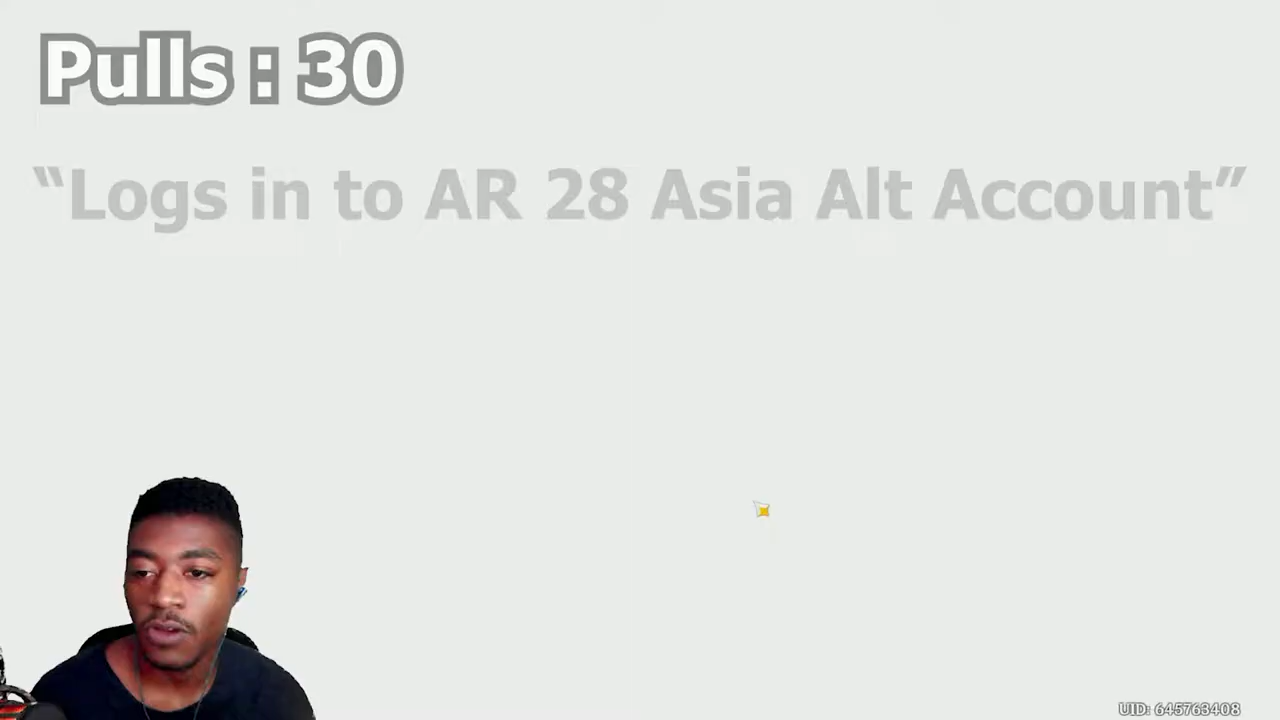 Pulls : 30
“Logs in to AR 28 Asia Alt Account”
UID: 645763408